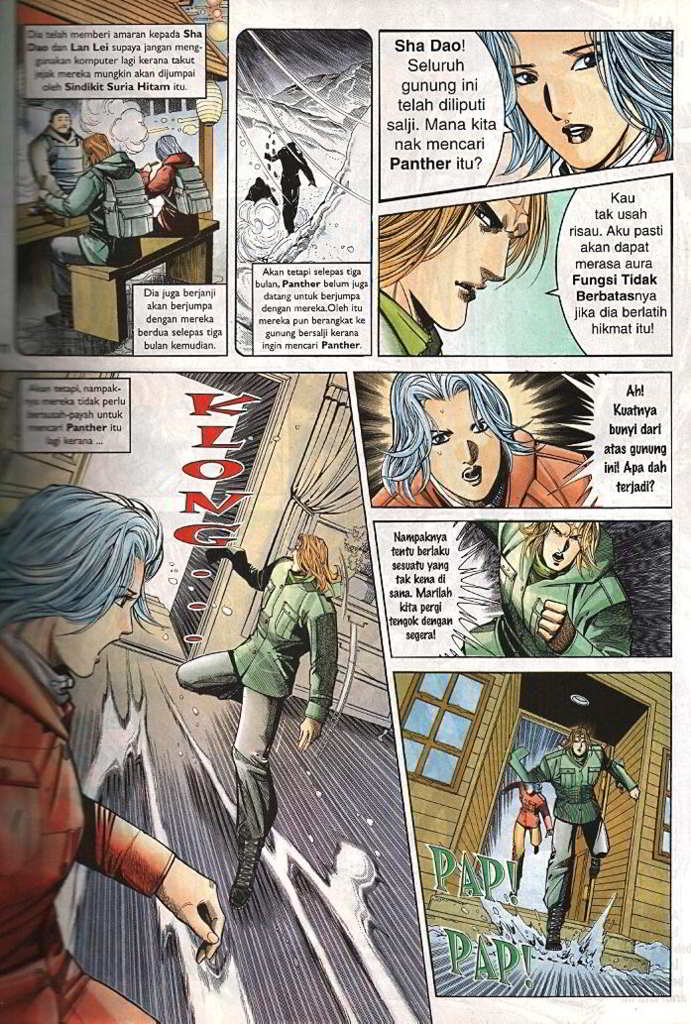 Dia telah memberi amaran kepada Sha
Dao dan Lan Lei supaya jangan meng-
gunakan komputer lagi kerana takut
jejak mereka mungkin akan dijumpai
oleh Sindikit Suria Hitam itu.
Dia juga berjanji
akan berjumpa
dengan mereka
berdua selepas tiga
bulan kemudian.
Akan tetapi selepas tiga
bulan, Panther belum juga
datang untuk berjumpa
dengan mereka.Oleh itu
mereka pun berangkat ke
gunung bersalji kerana
ingin mencari Panther.
Sha Dao!
Seluruh
gunung ini
telah diliputi
salji. Mana kita
nak mencari
Panther itu?
Kau
tak usah
risau. Aku pasti
akan dapat
merasa aura
Fungsi Tidak
Berbatasnya
jika dia berlatih
hikmat itu!
Akan tetapi, nampak-
nya mereka tidak perlu
bersusah-payah untuk
mencari Panther itu
lagi kerana ...
KLONG...
Ah!
Kuatnya
bunyi dari
atas gunung
ini! Apa dah
terjadi?
Nampaknya
tentu berlaku
sesuatu yang
tak kena di
sana. Marilah
kita pergi
tengok dengan
segera!
PAP!
PAP!